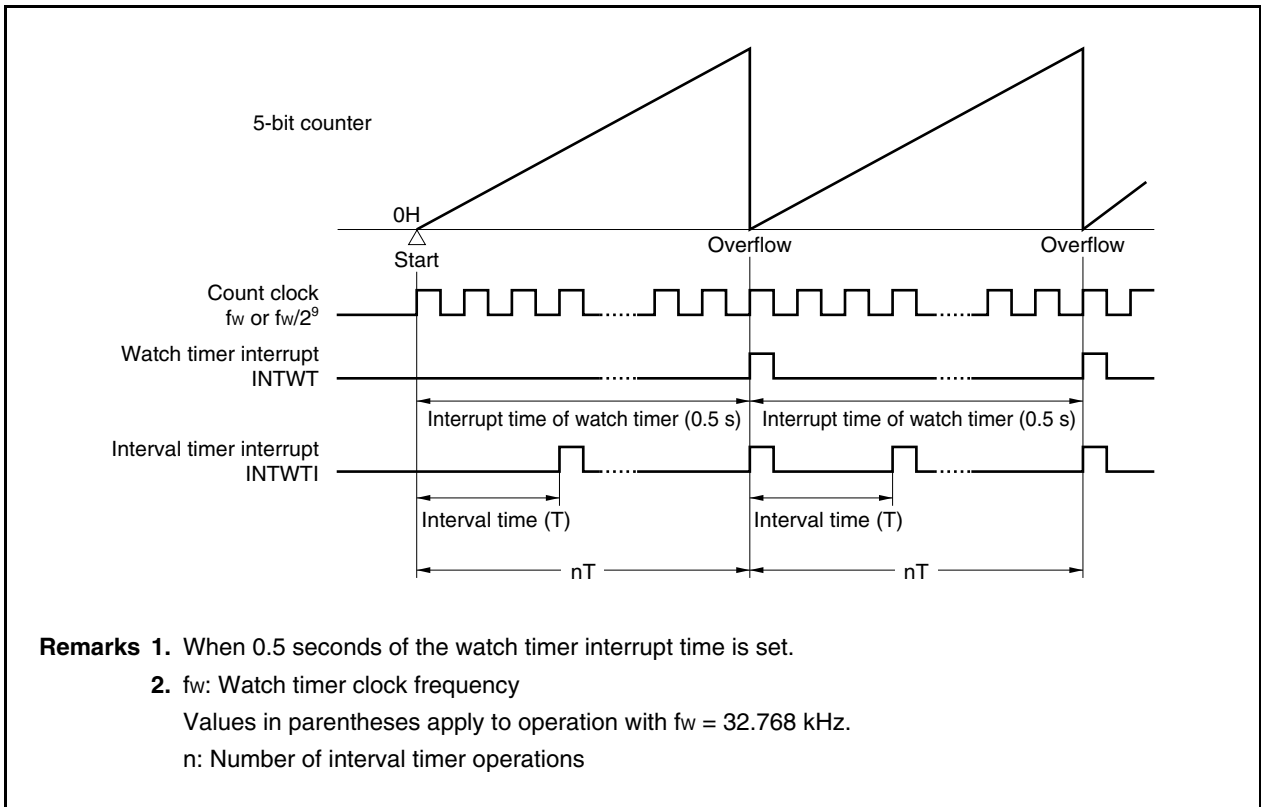 5-bit counter
0H
Start
Overflow
Overflow
Count clock
fW or fW/2⁹
Watch timer interrupt
INTWT
Interrupt time of watch timer (0.5 s)
Interrupt time of watch timer (0.5 s)
Interval timer interrupt
INTWTI
Interval time (T)
Interval time (T)
nT
nT
Remarks 1. When 0.5 seconds of the watch timer interrupt time is set.
2. fW: Watch timer clock frequency
Values in parentheses apply to operation with fW = 32.768 kHz.
n: Number of interval timer operations